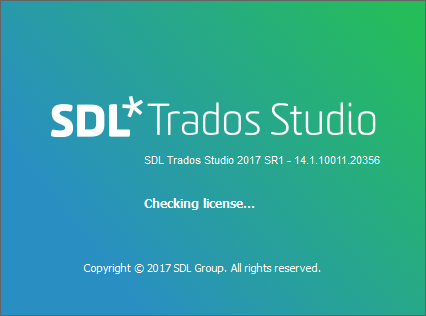 SDL* Trados Studio
SDL Trados Studio 2017 SR1 - 14.1.10011.20356
Checking license...
Copyright © 2017 SDL Group. All rights reserved.